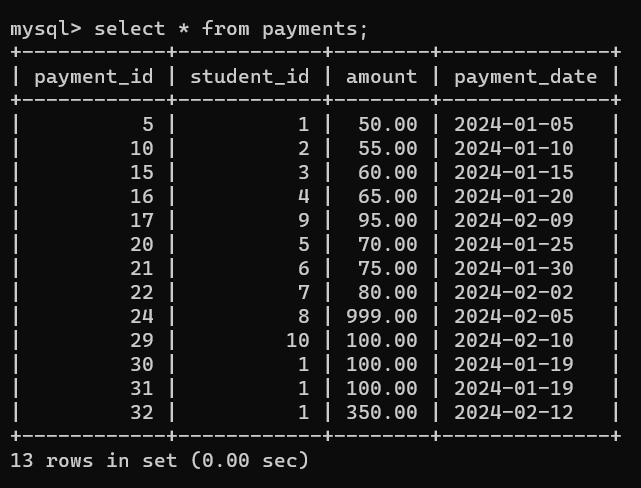 mysql> select * from payments;
+------------+------------+--------+--------------+
| payment_id | student_id | amount | payment_date |
+------------+------------+--------+--------------+
|          5 |          1 |  50.00 | 2024-01-05   |
|         10 |          2 |  55.00 | 2024-01-10   |
|         15 |          3 |  60.00 | 2024-01-15   |
|         16 |          4 |  65.00 | 2024-01-20   |
|         17 |          9 |  95.00 | 2024-02-09   |
|         20 |          5 |  70.00 | 2024-01-25   |
|         21 |          6 |  75.00 | 2024-01-30   |
|         22 |          7 |  80.00 | 2024-02-02   |
|         24 |          8 | 999.00 | 2024-02-05   |
|         29 |         10 | 100.00 | 2024-02-10   |
|         30 |          1 | 100.00 | 2024-01-19   |
|         31 |          1 | 100.00 | 2024-01-19   |
|         32 |          1 | 350.00 | 2024-02-12   |
+------------+------------+--------+--------------+
13 rows in set (0.00 sec)